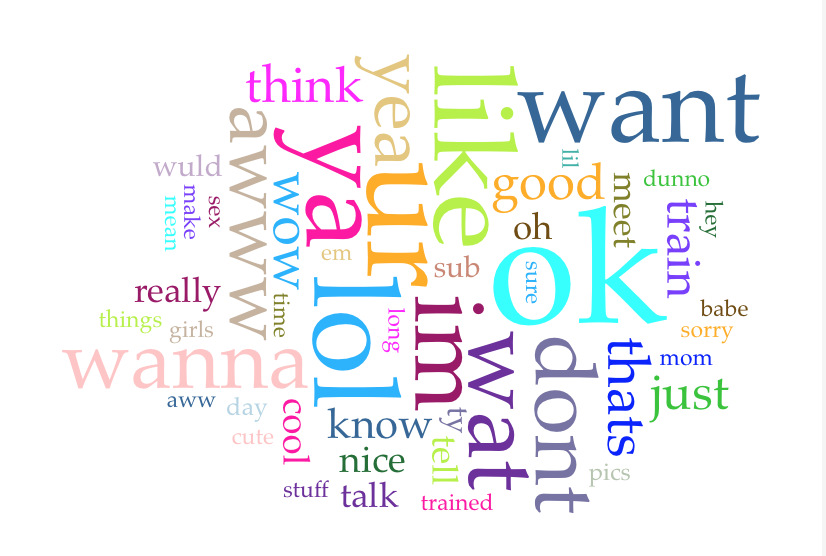 think
yea
like
want
awww
ya
lil
wuld
wow
ur
good
meet
dunno
make
mean
sex
oh
train
hey
em
sub
sure
ok
really
time
lol
long
im
things
girls
babe
sorry
wanna
wat
dont
thats
mom
aww
day
cool
know
ty
just
cute
nice
tell
pics
stuff
talk
trained